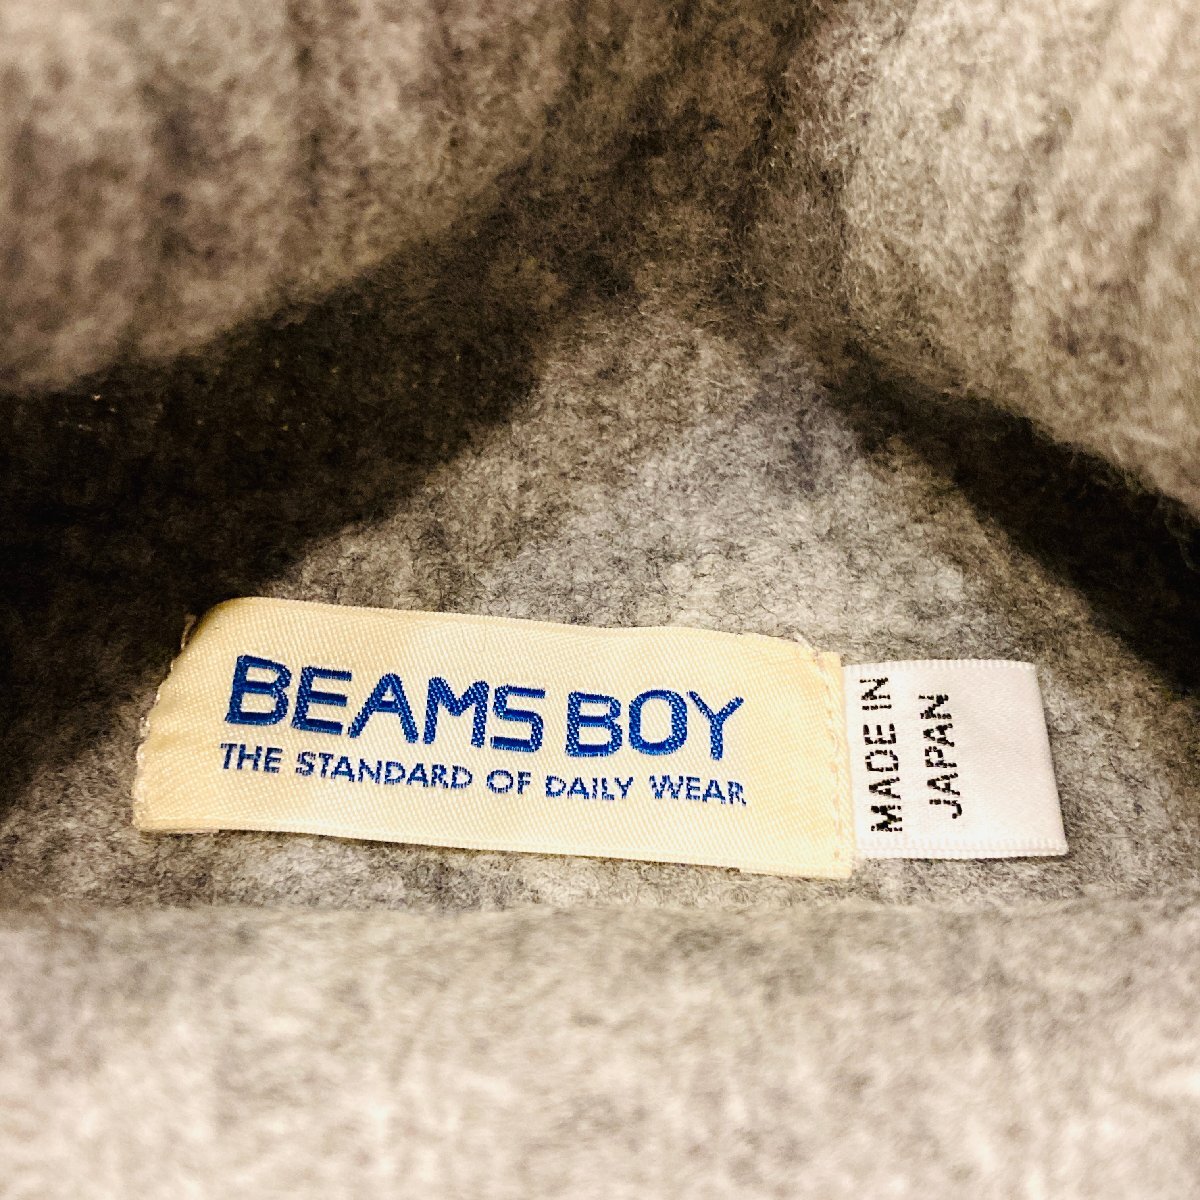 BEAMS BOY
THE STANDARD OF DAILY WEAR
MADE IN
JAPAN